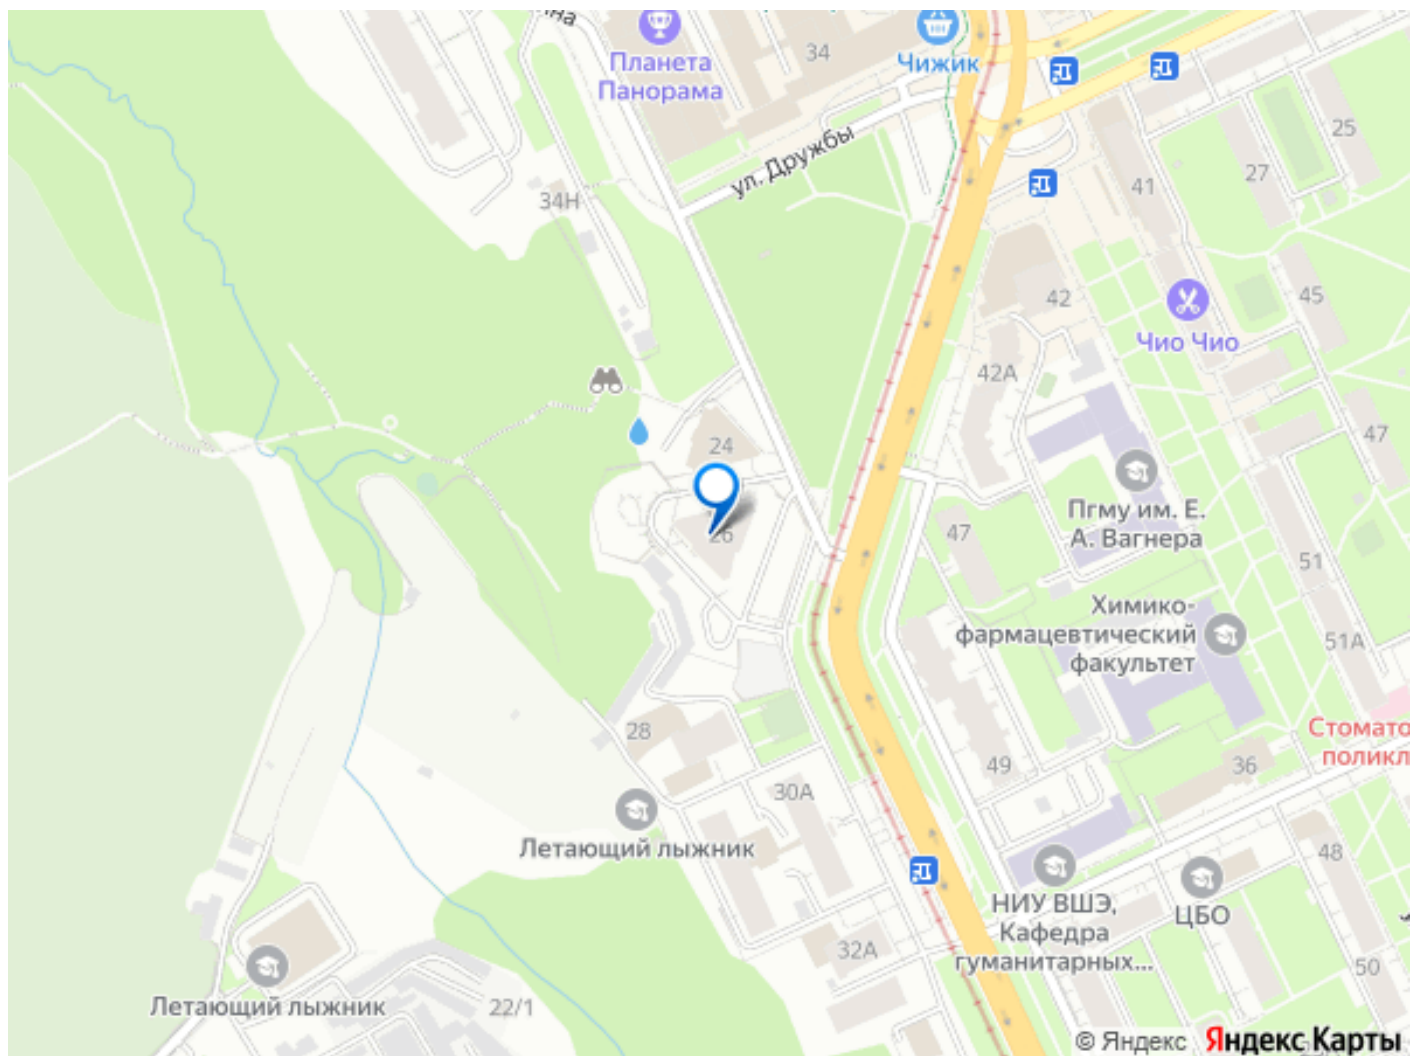 Планета
Панорама
34
Чижик
ул. Дружбы
25
27
41
34Н
42
45
Чио Чио
42А
47
24
Пгму им. Е.
А. Вагнера
26
47
51
Химико-
фармацевтический
факультет
51А
28
Стомато
поликл
49
36
30А
Летающий лыжник
48
НИУ ВШЭ,
Кафедра
гуманитарных...
ЦБО
32А
50
Летающий лыжник
22/1
© Яндекс Яндекс Карты